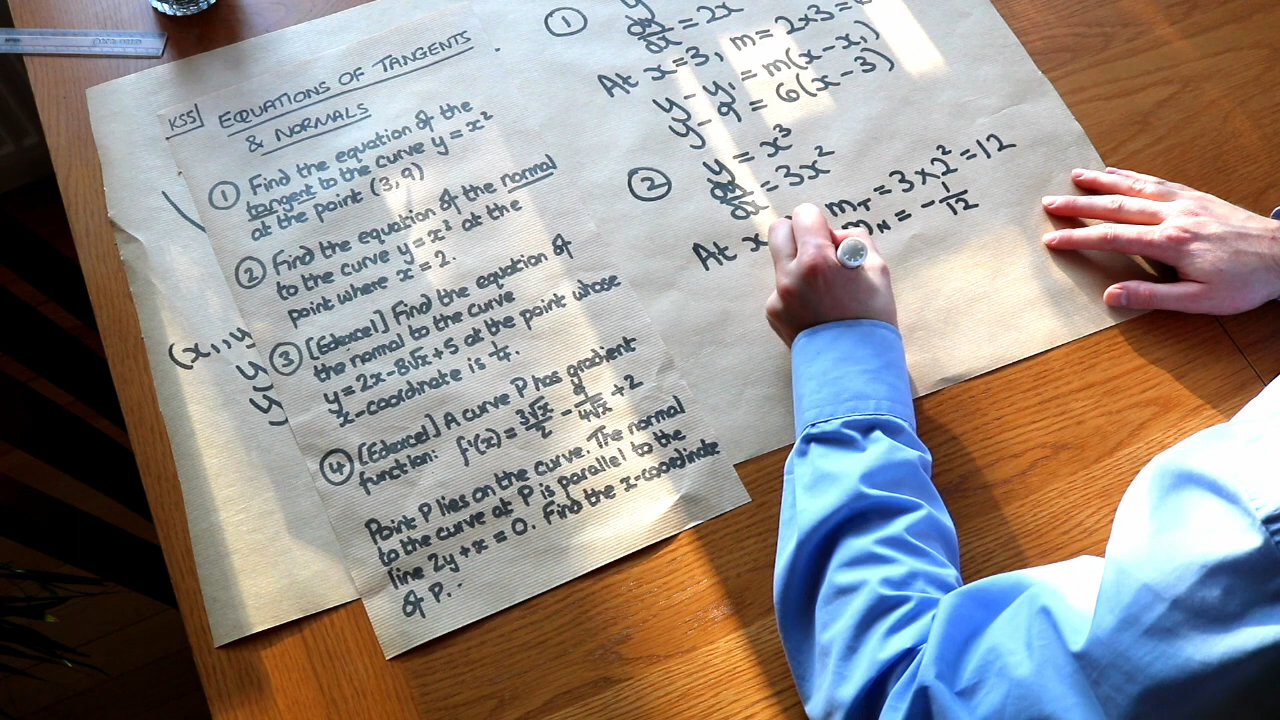 KS5
EQUATIONS OF TANGENTS
& NORMALS
① Find the equation of the
tangent to the curve y = x²
at the point (3,9)
② Find the equation of the normal
to the curve y = x³ at the
point where x = 2.
③ [Edexcel] Find the equation of
the normal to the curve
y = 2x - 8√x + 5 at the point whose
x-coordinate is 1/4.
④ [Edexcel] A curve P has gradient
function: f'(x) = 3√x/2 - 9/4√x + 2
Point P lies on the curve. The normal
to the curve at P is parallel to the
line 2y + x = 0. Find the x-coordinate
of P.
(x₁, y
①
dy/dx = 2x
At x = 3, m = 2x3 = 6
y - y₁ = m(x - x₁)
y - 9 = 6(x - 3)
② y = x³
dy/dx = 3x²
At x
m_T = 3 x 2² = 12
m_N = -1/12